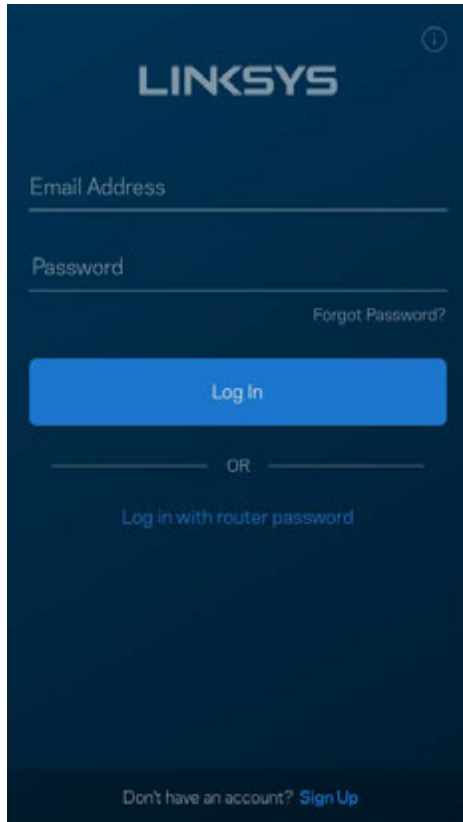 LINKSYS
Email Address
Password
Forgot Password?
Log In
OR
Log in with router password
Don't have an account? Sign Up